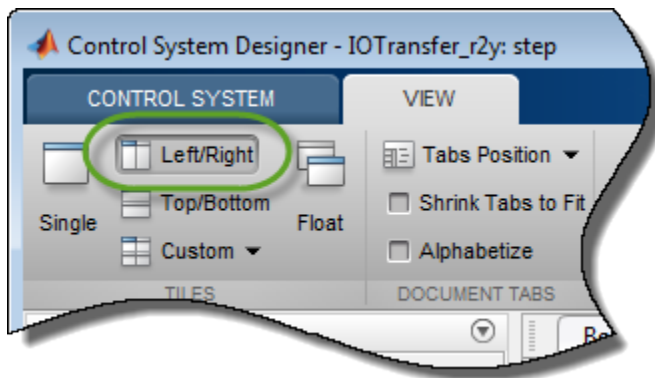 Control System Designer - IOTransfer_r2y: step
CONTROL SYSTEM VIEW
Left/Right Tabs Position
Single Top/Bottom Float Shrink Tabs to Fit
Custom Alphabetize
TILES DOCUMENT TABS